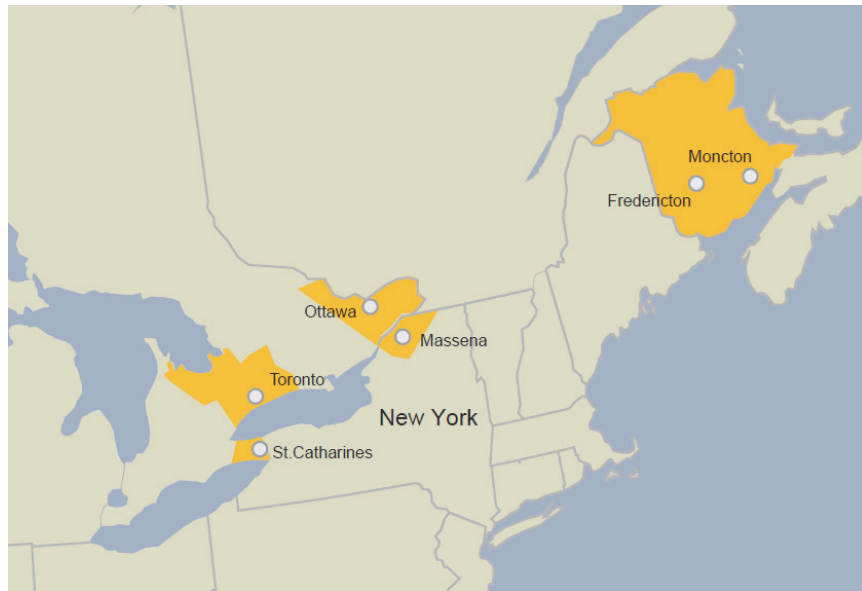 Moncton
Fredericton
Ottawa
Massena
Toronto
New York
St.Catharines